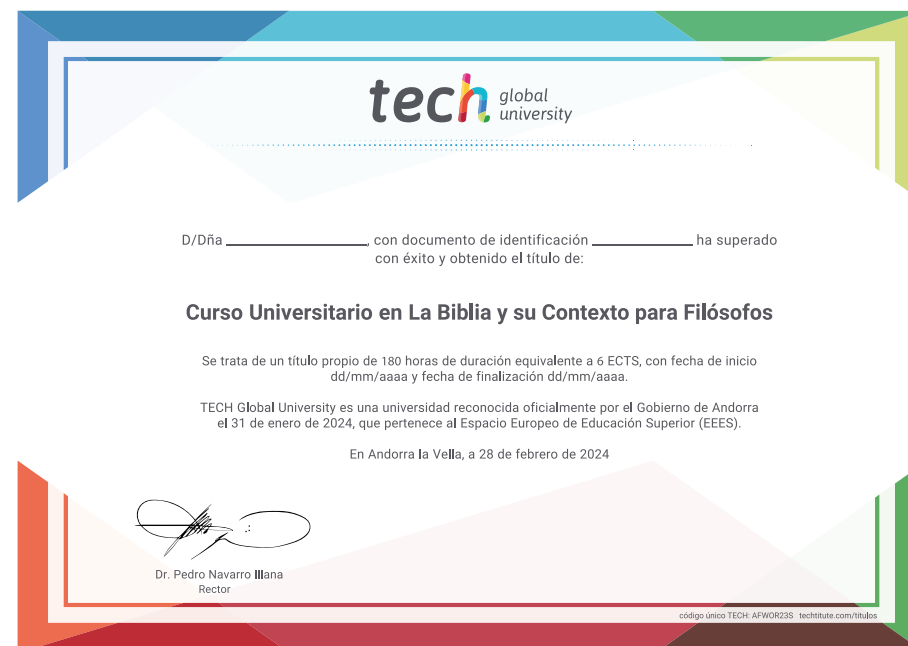 tech global university
D/Dña ____________, con documento de identificación ____________ ha superado
con éxito y obtenido el título de:
Curso Universitario en La Biblia y su Contexto para Filósofos
Se trata de un título propio de 180 horas de duración equivalente a 6 ECTS, con fecha de inicio
dd/mm/aaaa y fecha de finalización dd/mm/aaaa.
TECH Global University es una universidad reconocida oficialmente por el Gobierno de Andorra
el 31 de enero de 2024, que pertenece al Espacio Europeo de Educación Superior (EEES).
En Andorra la Vella, a 28 de febrero de 2024
Dr. Pedro Navarro Illana
Rector
código único TECH: AFWOR23S techtitute.com/titulos